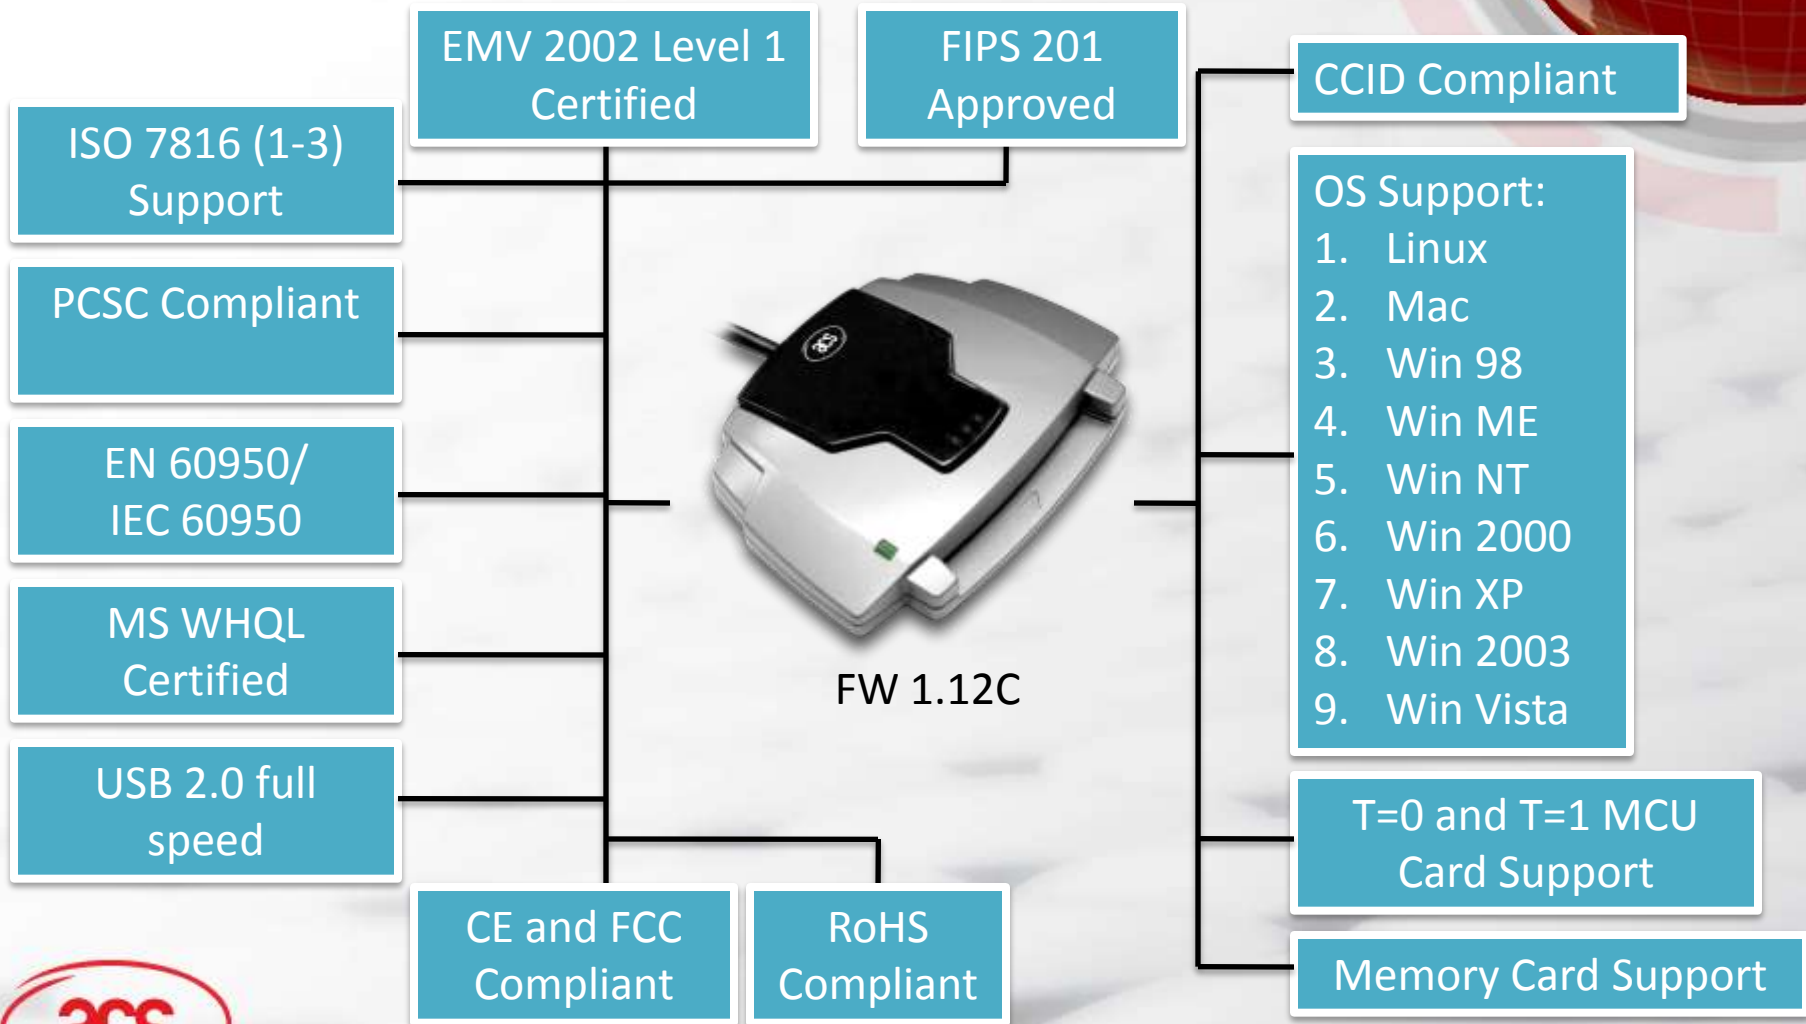 EMV 2002 Level 1
Certified
FIPS 201
Approved
CCID Compliant
ISO 7816 (1-3)
Support
PCSC Compliant
EN 60950/
IEC 60950
MS WHQL
Certified
USB 2.0 full
speed
acs
FW 1.12C
OS Support:
1. Linux
2. Mac
3. Win 98
4. Win ME
5. Win NT
6. Win 2000
7. Win XP
8. Win 2003
9. Win Vista
T=0 and T=1 MCU
Card Support
Memory Card Support
CE and FCC
Compliant
RoHS
Compliant
acs